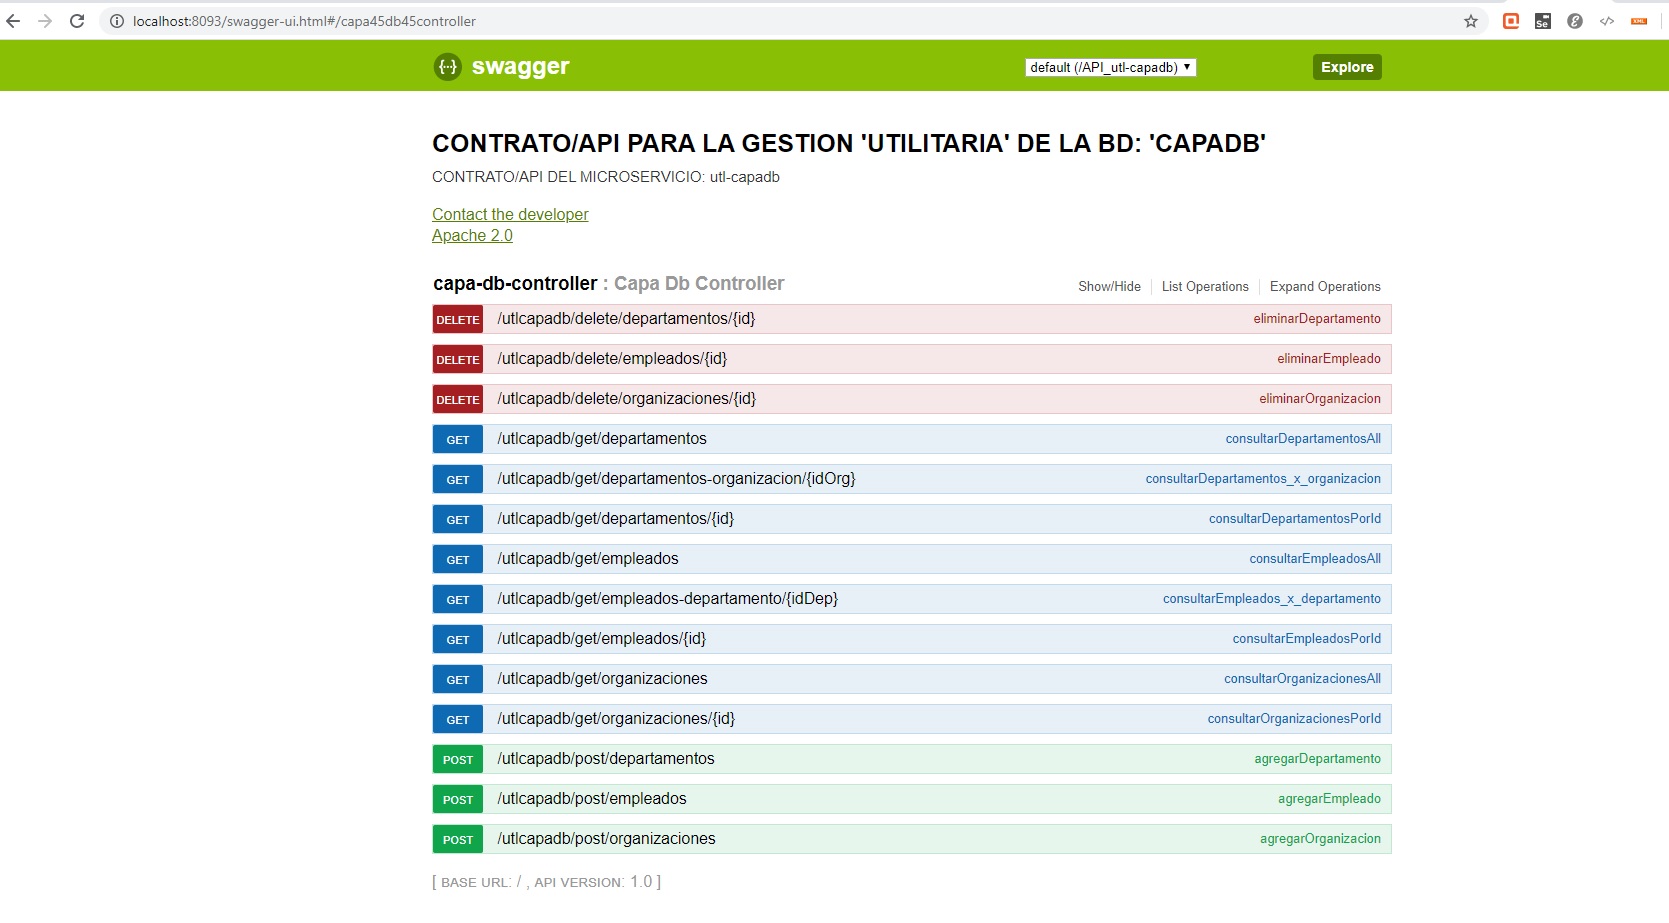 localhost:8093/swagger-ui.html#/capa45db45controller
Se
</>
XML
{···} swagger
default (/API_utl-capadb)
Explore
CONTRATO/API PARA LA GESTION 'UTILITARIA' DE LA BD: 'CAPADB'
CONTRATO/API DEL MICROSERVICIO: utl-capadb
Contact the developer
Apache 2.0
capa-db-controller : Capa Db Controller
Show/Hide List Operations Expand Operations
DELETE /utlcapadb/delete/departamentos/{id} eliminarDepartamento
DELETE /utlcapadb/delete/empleados/{id} eliminarEmpleado
DELETE /utlcapadb/delete/organizaciones/{id} eliminarOrganizacion
GET /utlcapadb/get/departamentos consultarDepartamentosAll
GET /utlcapadb/get/departamentos-organizacion/{idOrg} consultarDepartamentos_x_organizacion
GET /utlcapadb/get/departamentos/{id} consultarDepartamentosPorId
GET /utlcapadb/get/empleados consultarEmpleadosAll
GET /utlcapadb/get/empleados-departamento/{idDep} consultarEmpleados_x_departamento
GET /utlcapadb/get/empleados/{id} consultarEmpleadosPorId
GET /utlcapadb/get/organizaciones consultarOrganizacionesAll
GET /utlcapadb/get/organizaciones/{id} consultarOrganizacionesPorId
POST /utlcapadb/post/departamentos agregarDepartamento
POST /utlcapadb/post/empleados agregarEmpleado
POST /utlcapadb/post/organizaciones agregarOrganizacion
[ BASE URL: / , API VERSION: 1.0 ]